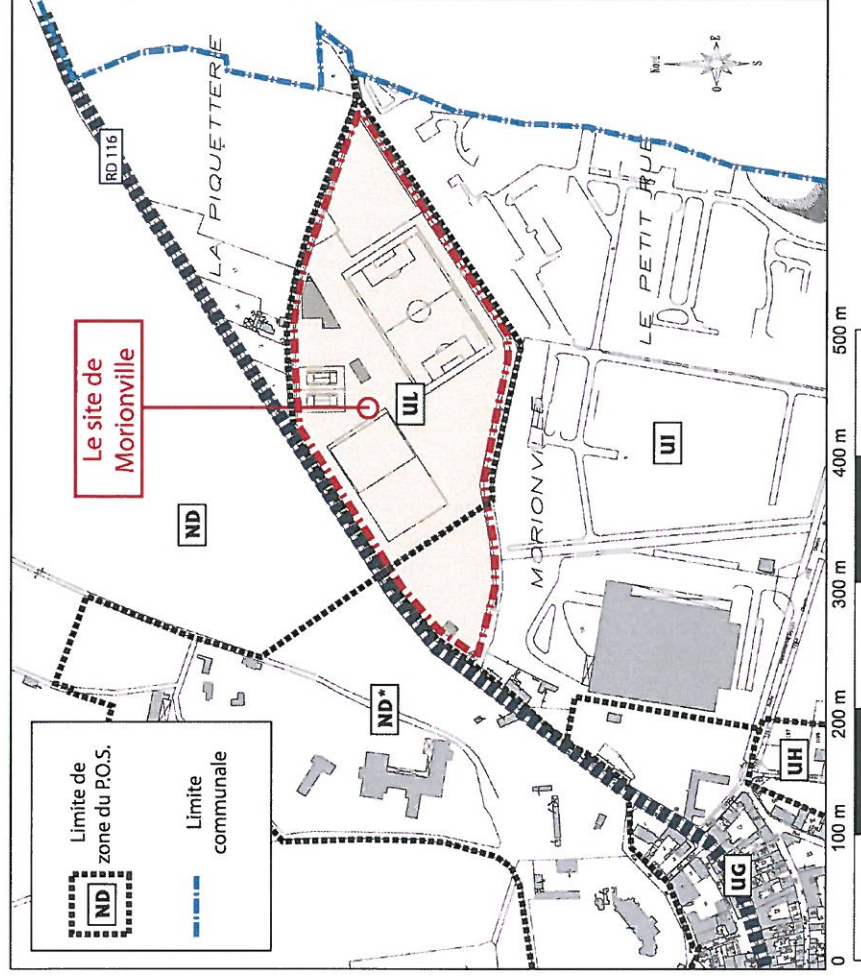 Le site de
Morionville
RD 116
LA PIQUETTERIE
ND
UL
MORIONVILLE
LE PETIT RUE
UI
ND*
UH
UG
ND
Limite de
zone du P.O.S.
Limite
communale
O
E
S
0
100 m
200 m
300 m
400 m
500 m